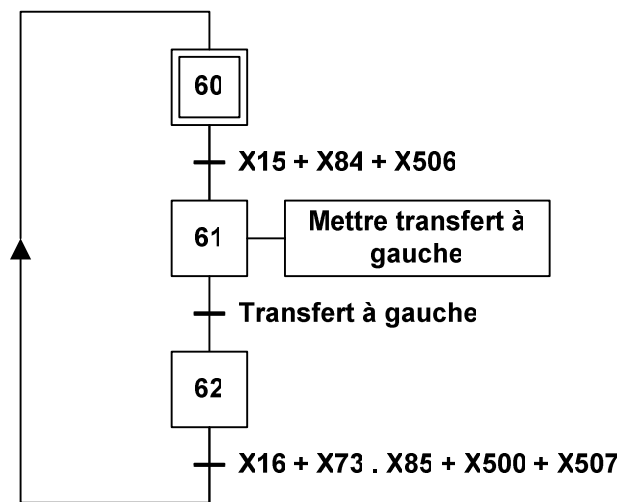 60
X15 + X84 + X506
61
Mettre transfert à
gauche
Transfert à gauche
62
X16 + X73 . X85 + X500 + X507